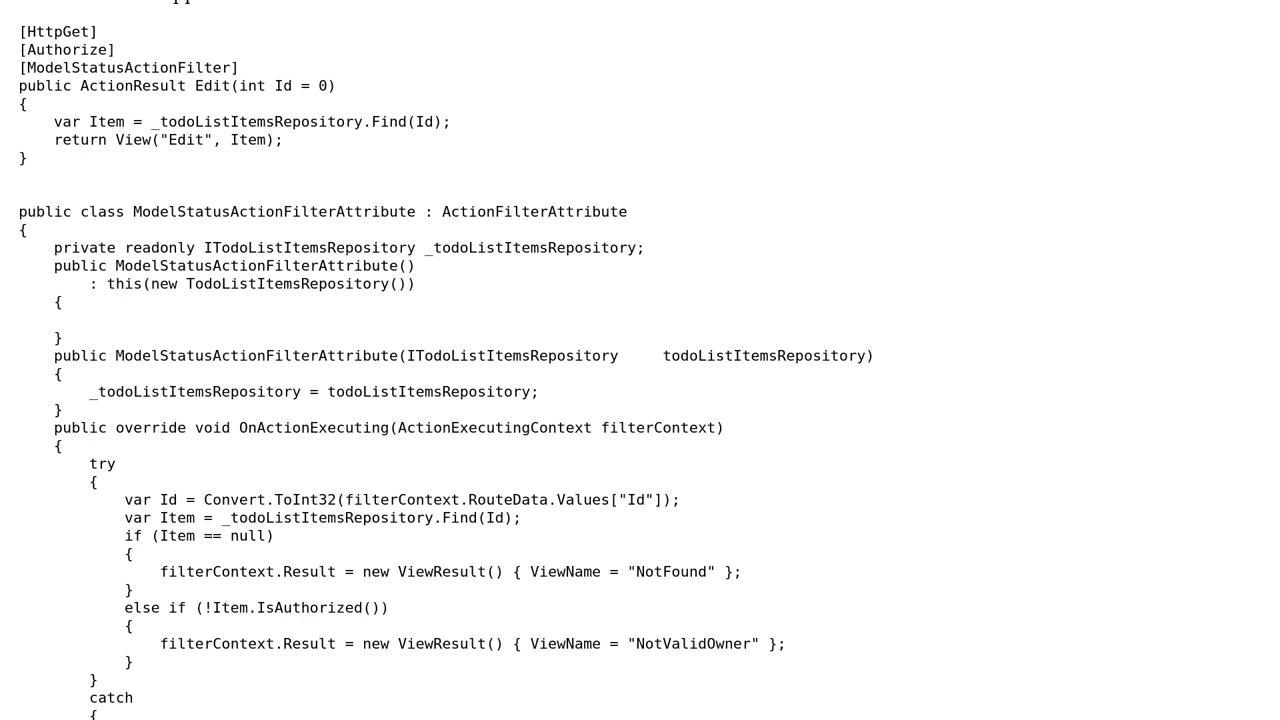 [HttpGet]
[Authorize]
[ModelStatusActionFilter]
public ActionResult Edit(int Id = 0)
{
    var Item = _todoListItemsRepository.Find(Id);
    return View("Edit", Item);
}
public class ModelStatusActionFilterAttribute : ActionFilterAttribute
{
    private readonly ITodoListItemsRepository _todoListItemsRepository;
    public ModelStatusActionFilterAttribute()
        : this(new TodoListItemsRepository())
    {
    }
    public ModelStatusActionFilterAttribute(ITodoListItemsRepository     todoListItemsRepository)
    {
        _todoListItemsRepository = todoListItemsRepository;
    }
    public override void OnActionExecuting(ActionExecutingContext filterContext)
    {
        try
        {
            var Id = Convert.ToInt32(filterContext.RouteData.Values["Id"]);
            var Item = _todoListItemsRepository.Find(Id);
            if (Item == null)
            {
                filterContext.Result = new ViewResult() { ViewName = "NotFound" };
            }
            else if (!Item.IsAuthorized())
            {
                filterContext.Result = new ViewResult() { ViewName = "NotValidOwner" };
            }
        }
        catch
        {